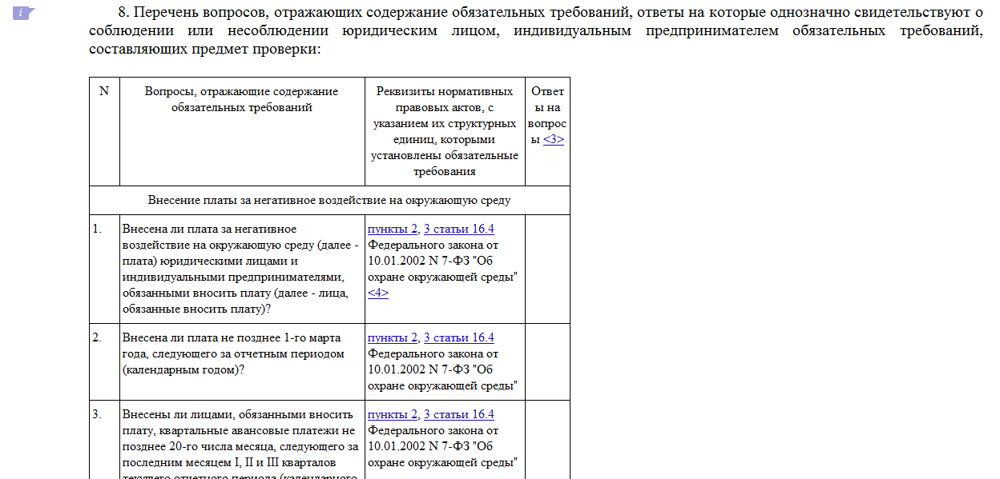 8. Перечень вопросов, отражающих содержание обязательных требований, ответы на которые однозначно свидетельствуют о
соблюдении или несоблюдении юридическим лицом, индивидуальным предпринимателем обязательных требований,
составляющих предмет проверки:
N
Вопросы, отражающие содержание
обязательных требований
Реквизиты нормативных
правовых актов, с
указанием их структурных
единиц, которыми
установлены обязательные
требования
Ответ
ы на
вопрос
ы <3>
Внесение платы за негативное воздействие на окружающую среду
1.
Внесена ли плата за негативное
воздействие на окружающую среду (далее -
плата) юридическими лицами и
индивидуальными предпринимателями,
обязанными вносить плату (далее - лица,
обязанные вносить плату)?
пункты 2, 3 статьи 16.4
Федерального закона от
10.01.2002 N 7-ФЗ "Об
охране окружающей среды"
<4>
2.
Внесена ли плата не позднее 1-го марта
года, следующего за отчетным периодом
(календарным годом)?
пункты 2, 3 статьи 16.4
Федерального закона от
10.01.2002 N 7-ФЗ "Об
охране окружающей среды"
3.
Внесены ли лицами, обязанными вносить
плату, квартальные авансовые платежи не
позднее 20-го числа месяца, следующего за
последним месяцем I, II и III кварталов
текущего отчетного периода (календарного
пункты 2, 3 статьи 16.4
Федерального закона от
10.01.2002 N 7-ФЗ "Об
охране окружающей среды"